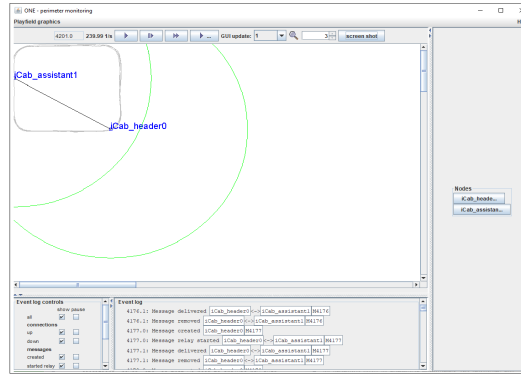 ONE - perimeter monitoring
Playfield graphics
4201.0 239.99 1/s ... GUI update: 1 3 screen shot
iCab_assistant1
iCab_header0
Nodes
iCab_heade...
iCab_assistan...
Event log controls
show pause
all
connections
up
down
messages
created
started relay
Event log
4176.1: Message delivered iCab_header0<->iCab_assistant1 M4176
4176.1: Message removed iCab_header0<->iCab_assistant1 M4176
4177.0: Message created iCab_header0 M4177
4177.0: Message relay started iCab_header0<->iCab_assistant1 M4177
4177.1: Message delivered iCab_header0<->iCab_assistant1 M4177
4177.1: Message removed iCab_header0<->iCab_assistant1 M4177